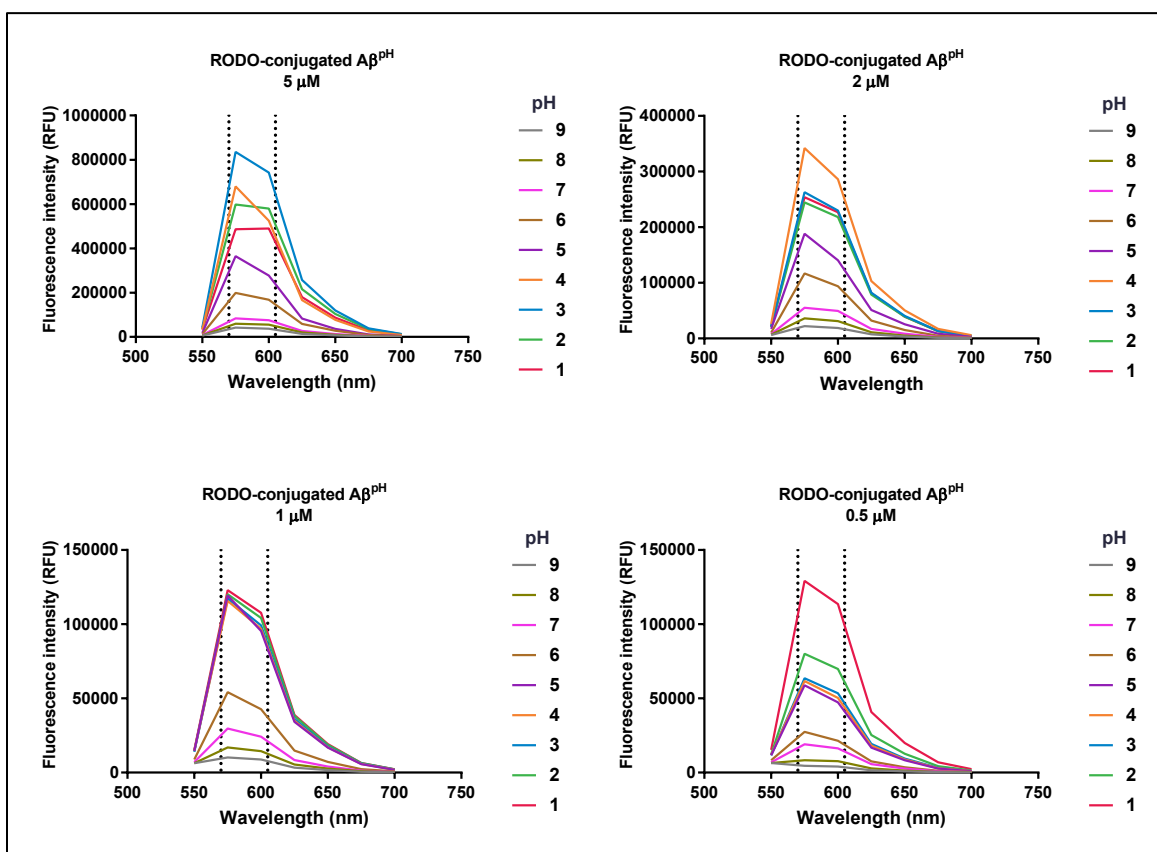 RODO-conjugated Aβ^pH
5 μM
Fluorescence intensity (RFU)
1000000
800000
600000
400000
200000
0
500 550 600 650 700 750
Wavelength (nm)
pH
9
8
7
6
5
4
3
2
1
RODO-conjugated Aβ^pH
2 μM
Fluorescence intensity (RFU)
400000
300000
200000
100000
0
500 550 600 650 700 750
Wavelength
pH
9
8
7
6
5
4
3
2
1
RODO-conjugated Aβ^pH
1 μM
Fluorescence intensity (RFU)
150000
100000
50000
0
500 550 600 650 700 750
Wavelength (nm)
pH
9
8
7
6
5
4
3
2
1
RODO-conjugated Aβ^pH
0.5 μM
Fluorescence intensity (RFU)
150000
100000
50000
0
500 550 600 650 700 750
Wavelength (nm)
pH
9
8
7
6
5
4
3
2
1